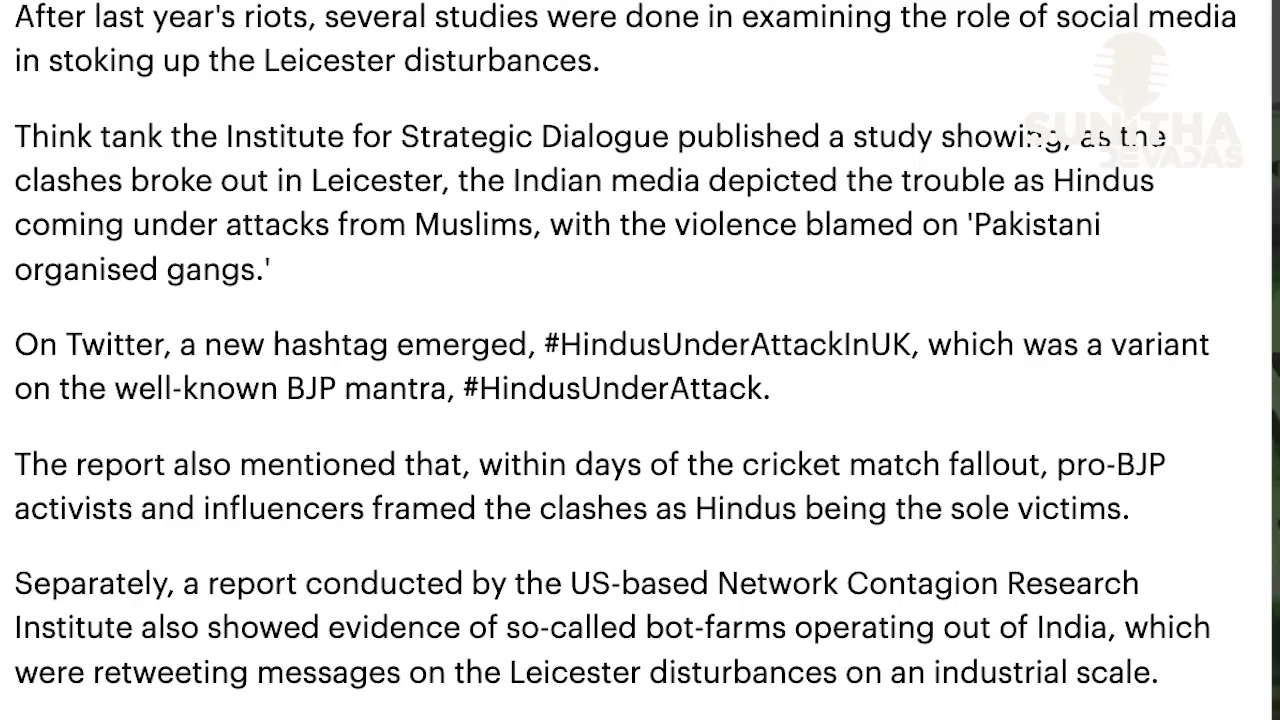 After last year's riots, several studies were done in examining the role of social media
in stoking up the Leicester disturbances.
Think tank the Institute for Strategic Dialogue published a study showing, as the
clashes broke out in Leicester, the Indian media depicted the trouble as Hindus
coming under attacks from Muslims, with the violence blamed on 'Pakistani
organised gangs.'
On Twitter, a new hashtag emerged, #HindusUnderAttackInUK, which was a variant
on the well-known BJP mantra, #HindusUnderAttack.
The report also mentioned that, within days of the cricket match fallout, pro-BJP
activists and influencers framed the clashes as Hindus being the sole victims.
Separately, a report conducted by the US-based Network Contagion Research
Institute also showed evidence of so-called bot-farms operating out of India, which
were retweeting messages on the Leicester disturbances on an industrial scale.
SUNITHA
DEVADAS